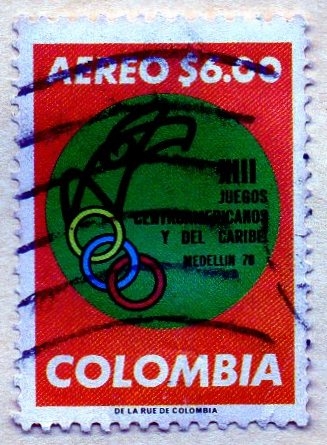 AEREO $6.00
XIII
JUEGOS
CENTROAMERICANOS
Y DEL CARIBE
MEDELLIN 78
COLOMBIA
DE LA RUE DE COLOMBIA